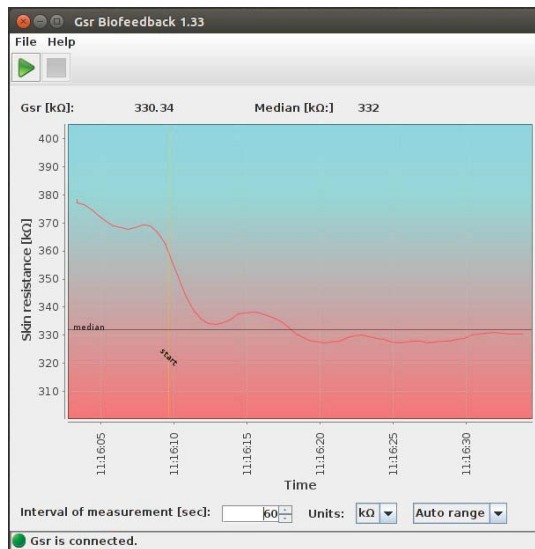 Gsr Biofeedback 1.33
File Help
Gsr [kΩ]: 330.34 Median [kΩ:] 332
400
390
380
370
360
350
340
330
320
310
Skin resistance [kΩ]
median
start
11:16:05 11:16:10 11:16:15 11:16:20 11:16:25 11:16:30
Time
Interval of measurement [sec]: 60 Units: kΩ Auto range
Gsr is connected.